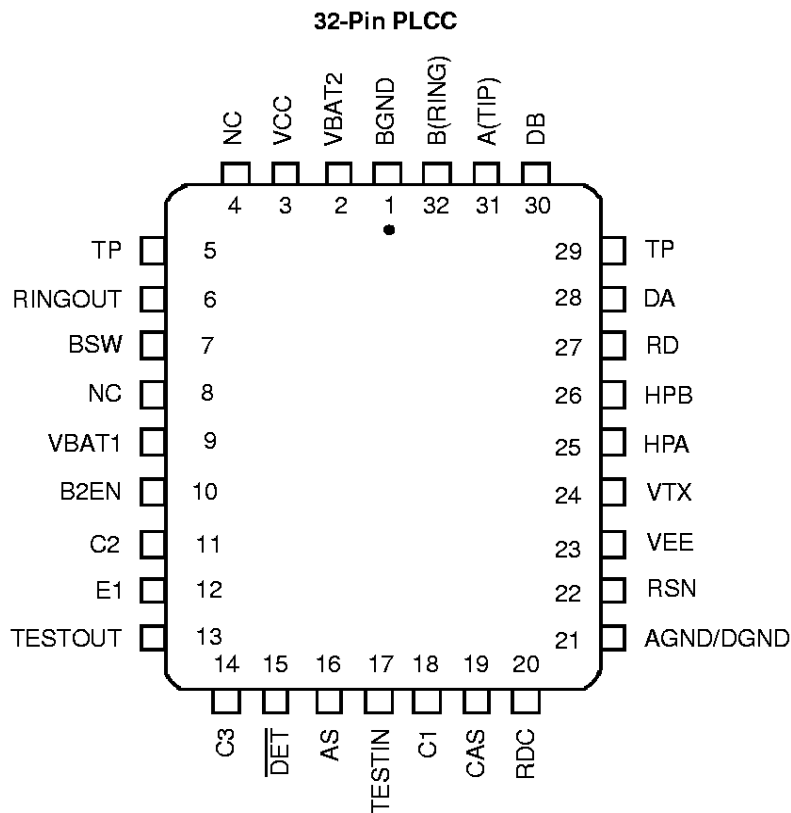 32-Pin PLCC
NC VCC VBAT2 BGND B(RING) A(TIP) DB
4 3 2 1 32 31 30
TP 5 29 TP
RINGOUT 6 28 DA
BSW 7 27 RD
NC 8 26 HPB
VBAT1 9 25 HPA
B2EN 10 24 VTX
C2 11 23 VEE
E1 12 22 RSN
TESTOUT 13 21 AGND/DGND
14 15 16 17 18 19 20
C3 D̅E̅T̅ AS TESTIN C1 CAS RDC